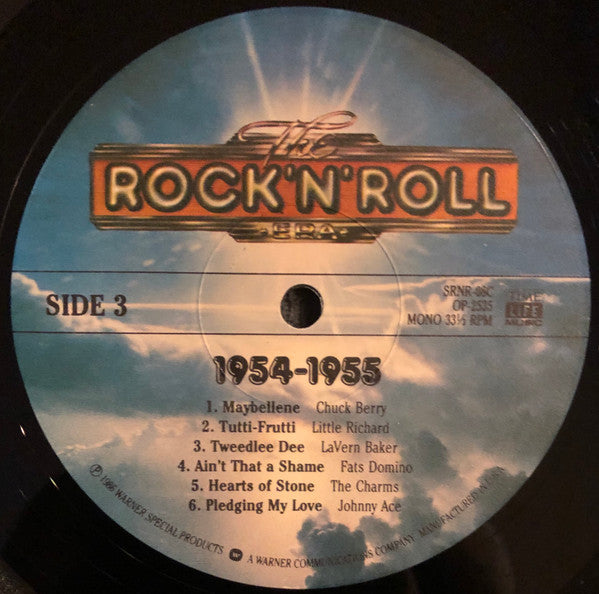 The
ROCK 'N' ROLL
• ERA •
SIDE 3
SRNR-08C
OP-2535
MONO 33⅓ RPM
TIME
LIFE
MUSIC
1954-1955
1. Maybellene Chuck Berry
2. Tutti-Frutti Little Richard
3. Tweedlee Dee LaVern Baker
4. Ain't That a Shame Fats Domino
5. Hearts of Stone The Charms
6. Pledging My Love Johnny Ace
℗ 1986 WARNER SPECIAL PRODUCTS A WARNER COMMUNICATIONS COMPANY. MANUFACTURED IN